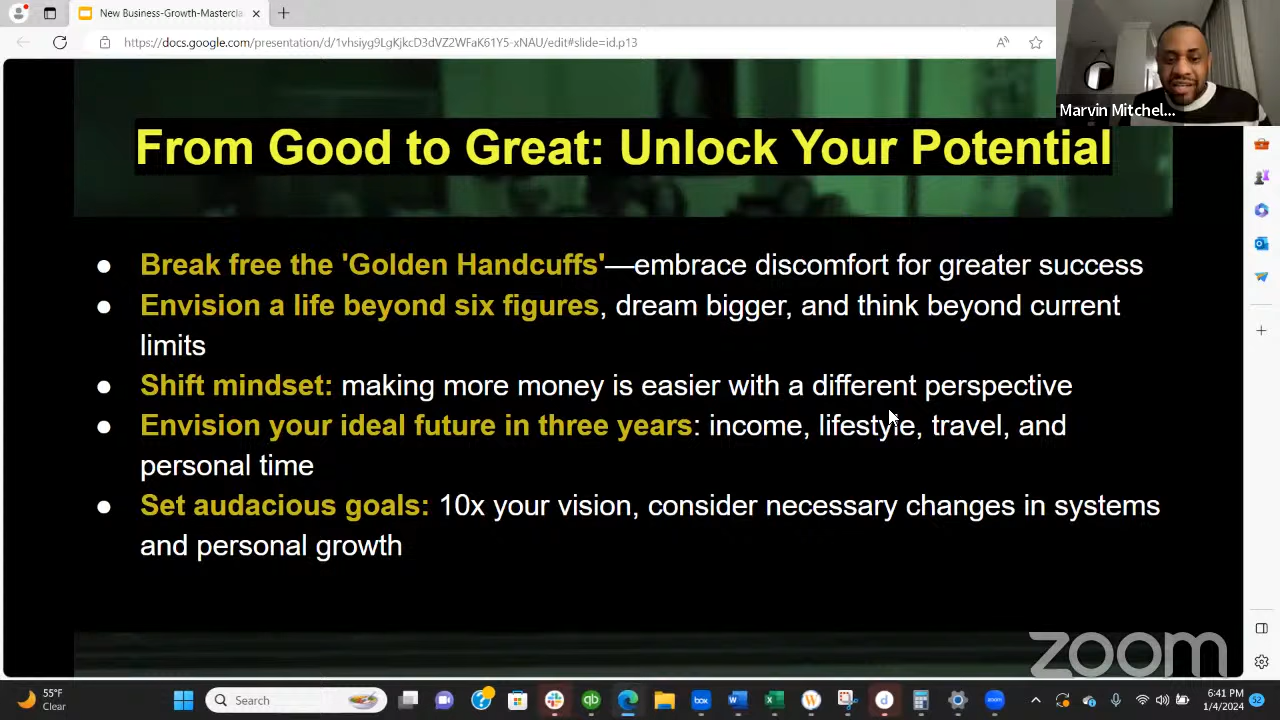 New Business-Growth-Mastercla
https://docs.google.com/presentation/d/1vhsiyg9LgKjkcD3dVZ2WFaK61Y5-xNAU/edit#slide=id.p13
Marvin Mitchel...
From Good to Great: Unlock Your Potential
● Break free the 'Golden Handcuffs'—embrace discomfort for greater success
● Envision a life beyond six figures, dream bigger, and think beyond current
limits
● Shift mindset: making more money is easier with a different perspective
● Envision your ideal future in three years: income, lifestyle, travel, and
personal time
● Set audacious goals: 10x your vision, consider necessary changes in systems
and personal growth
zoom
55°F
Clear
Search
6:41 PM
1/4/2024
52